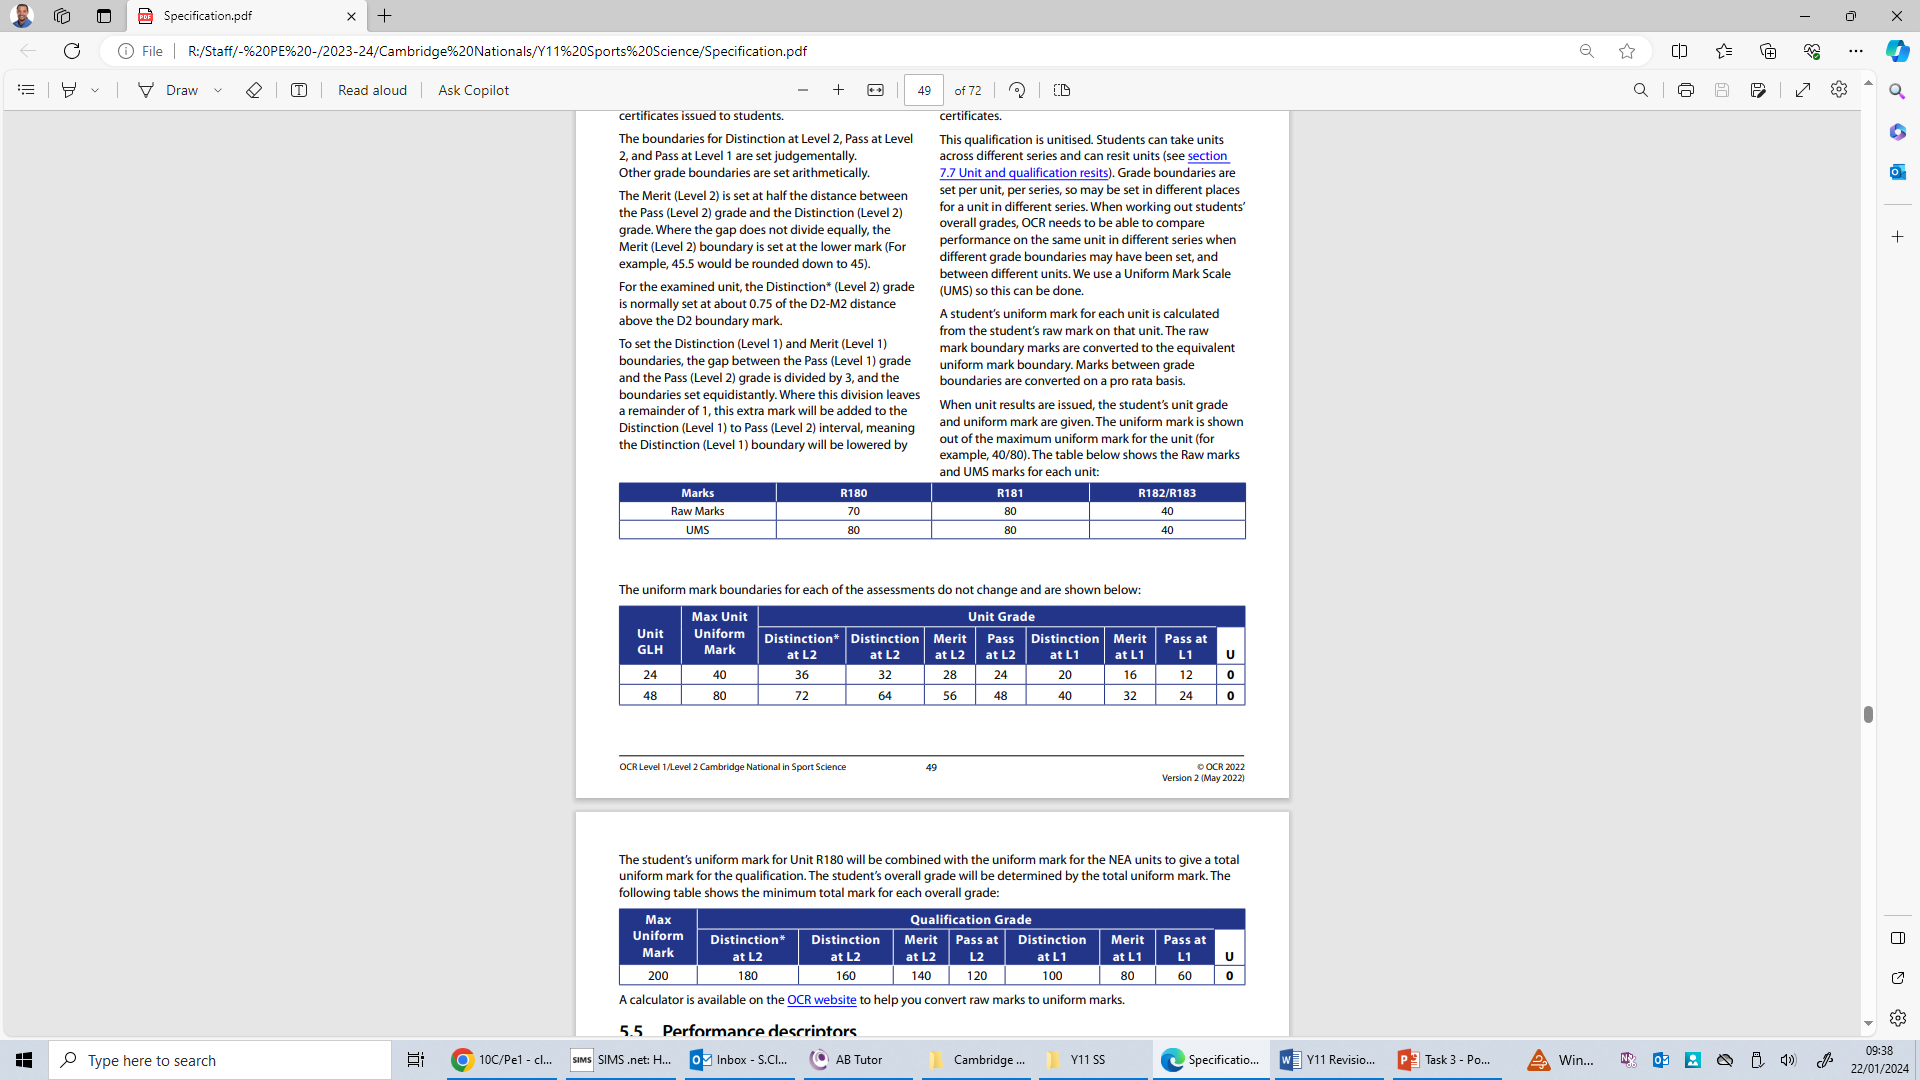 Specification.pdf
File
R:/Staff/-%20PE%20-/2023-24/Cambridge%20Nationals/Y11%20Sports%20Science/Specification.pdf
Draw
Read aloud
Ask Copilot
49
of 72
certificates issued to students.
The boundaries for Distinction at Level 2, Pass at Level
2, and Pass at Level 1 are set judgementally.
Other grade boundaries are set arithmetically.
The Merit (Level 2) is set at half the distance between
the Pass (Level 2) grade and the Distinction (Level 2)
grade. Where the gap does not divide equally, the
Merit (Level 2) boundary is set at the lower mark (For
example, 45.5 would be rounded down to 45).
For the examined unit, the Distinction* (Level 2) grade
is normally set at about 0.75 of the D2-M2 distance
above the D2 boundary mark.
To set the Distinction (Level 1) and Merit (Level 1)
boundaries, the gap between the Pass (Level 1) grade
and the Pass (Level 2) grade is divided by 3, and the
boundaries set equidistantly. Where this division leaves
a remainder of 1, this extra mark will be added to the
Distinction (Level 1) to Pass (Level 2) interval, meaning
the Distinction (Level 1) boundary will be lowered by
certificates.
This qualification is unitised. Students can take units
across different series and can resit units (see section
7.7 Unit and qualification resits). Grade boundaries are
set per unit, per series, so may be set in different places
for a unit in different series. When working out students’
overall grades, OCR needs to be able to compare
performance on the same unit in different series when
different grade boundaries may have been set, and
between different units. We use a Uniform Mark Scale
(UMS) so this can be done.
A student’s uniform mark for each unit is calculated
from the student’s raw mark on that unit. The raw
mark boundary marks are converted to the equivalent
uniform mark boundary. Marks between grade
boundaries are converted on a pro rata basis.
When unit results are issued, the student’s unit grade
and uniform mark are given. The uniform mark is shown
out of the maximum uniform mark for the unit (for
example, 40/80). The table below shows the Raw marks
and UMS marks for each unit:
Marks R180 R181 R182/R183
Raw Marks 70 80 40
UMS 80 80 40
The uniform mark boundaries for each of the assessments do not change and are shown below:
Unit GLH Max Unit Uniform Mark Unit Grade
Distinction* at L2 Distinction at L2 Merit at L2 Pass at L2 Distinction at L1 Merit at L1 Pass at L1 U
24 40 36 32 28 24 20 16 12 0
48 80 72 64 56 48 40 32 24 0
OCR Level 1/Level 2 Cambridge National in Sport Science 49 © OCR 2022
Version 2 (May 2022)
The student’s uniform mark for Unit R180 will be combined with the uniform mark for the NEA units to give a total
uniform mark for the qualification. The student’s overall grade will be determined by the total uniform mark. The
following table shows the minimum total mark for each overall grade:
Max Uniform Mark Qualification Grade
Distinction* at L2 Distinction at L2 Merit at L2 Pass at L2 Distinction at L1 Merit at L1 Pass at L1 U
200 180 160 140 120 100 80 60 0
A calculator is available on the OCR website to help you convert raw marks to uniform marks.
5.5 Performance descriptors
Type here to search
10C/Pe1 - cl...
SIMS
SIMS .net: H...
Inbox - S.Cl...
AB Tutor
Cambridge ...
Y11 SS
Specificatio...
Y11 Revisio...
Task 3 - Po...
Win...
09:38
22/01/2024